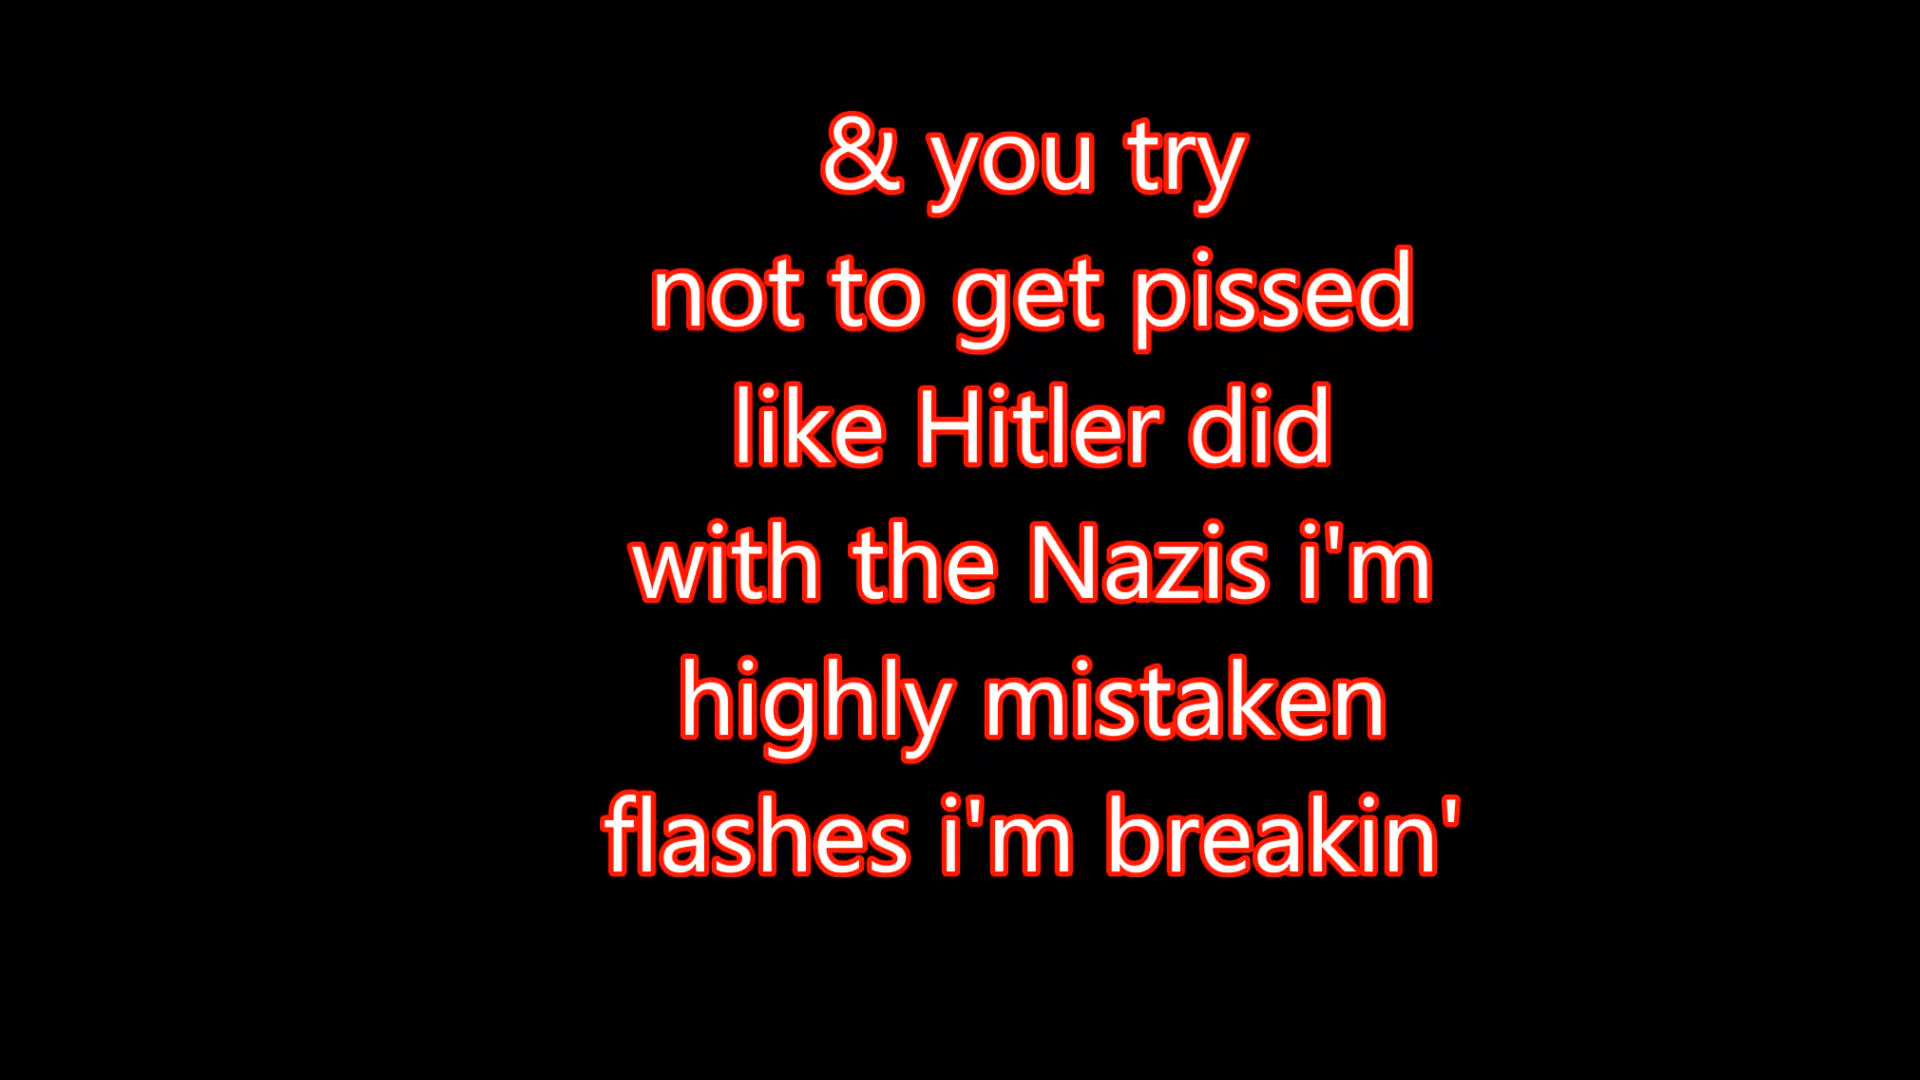 & you try
not to get pissed
like Hitler did
with the Nazis i'm
highly mistaken
flashes i'm breakin'